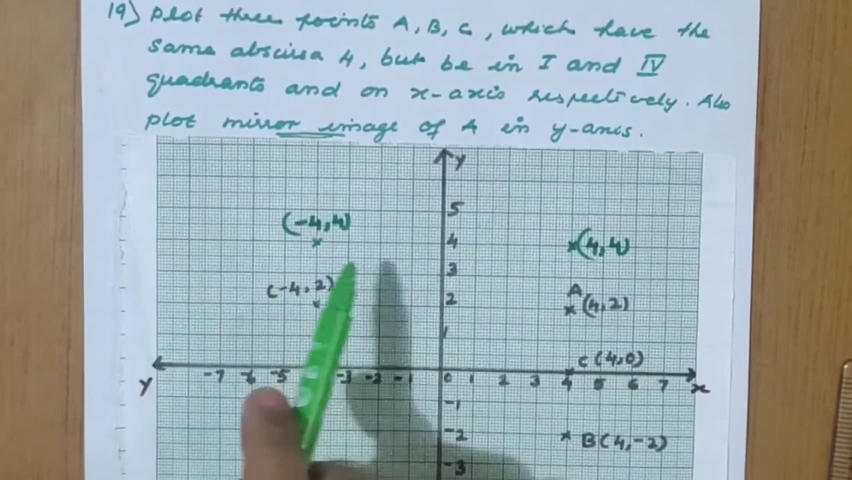 19) Plot three points A, B, C, which have the
same abscissa 4, but be in I and IV
quadrants and on x-axis respectively. Also
plot mirror image of A in y-axis.
Y
5
(-4,4)
4
(4,4)
3
(-4,2)
2
A
(4,2)
1
C (4,0)
Y -7 -6 -5 -3 -2 -1 0 1 2 3 4 5 6 7 x
-1
-2
B(4,-2)
-3